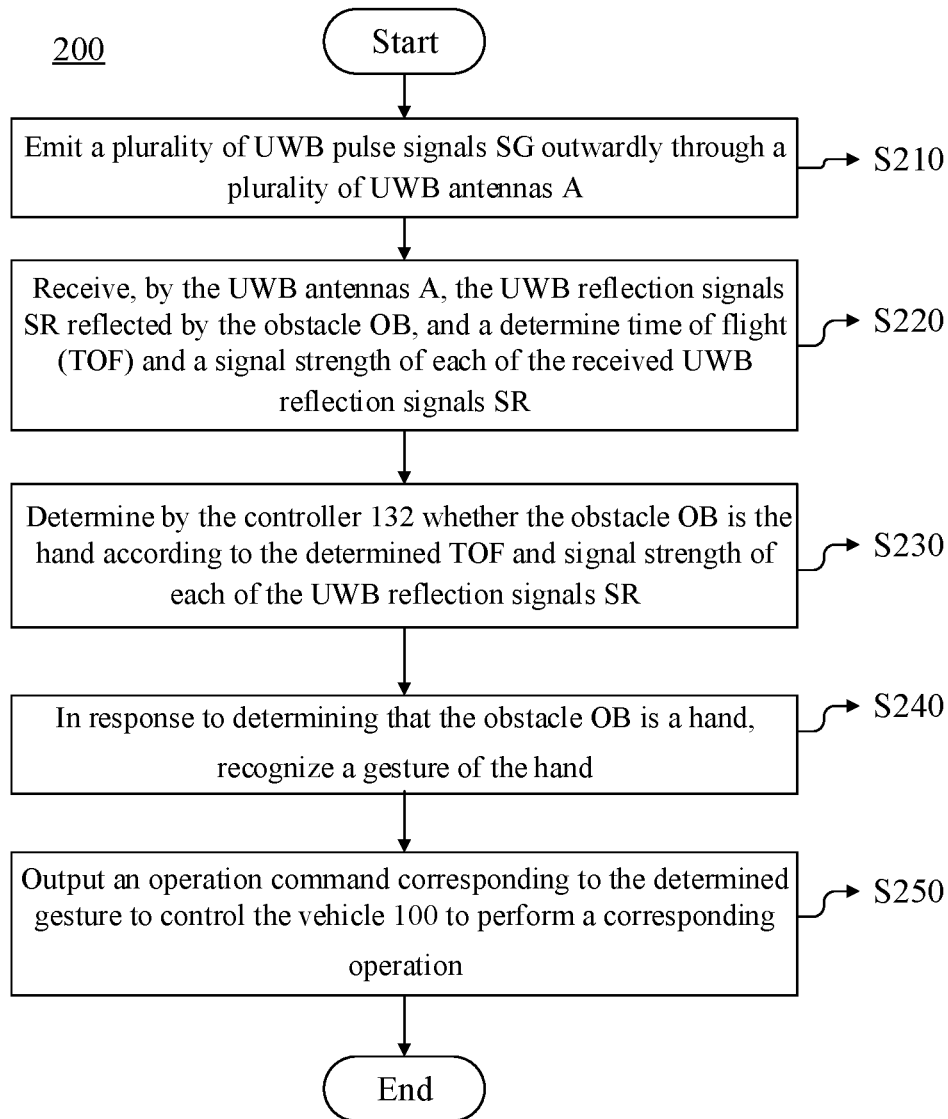 200
Start
Emit a plurality of UWB pulse signals SG outwardly through a
plurality of UWB antennas A
S210
Receive, by the UWB antennas A, the UWB reflection signals
SR reflected by the obstacle OB, and a determine time of flight
(TOF) and a signal strength of each of the received UWB
reflection signals SR
S220
Determine by the controller 132 whether the obstacle OB is the
hand according to the determined TOF and signal strength of
each of the UWB reflection signals SR
S230
In response to determining that the obstacle OB is a hand,
recognize a gesture of the hand
S240
Output an operation command corresponding to the determined
gesture to control the vehicle 100 to perform a corresponding
operation
S250
End